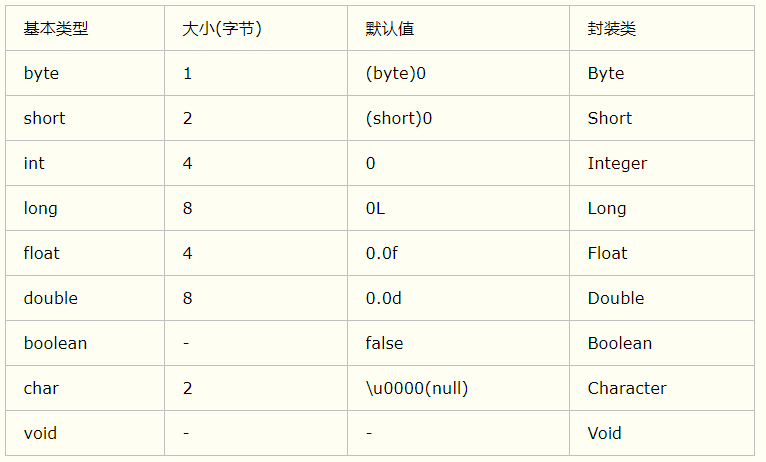 基本类型 大小(字节) 默认值 封装类
byte 1 (byte)0 Byte
short 2 (short)0 Short
int 4 0 Integer
long 8 0L Long
float 4 0.0f Float
double 8 0.0d Double
boolean - false Boolean
char 2 \u0000(null) Character
void - - Void